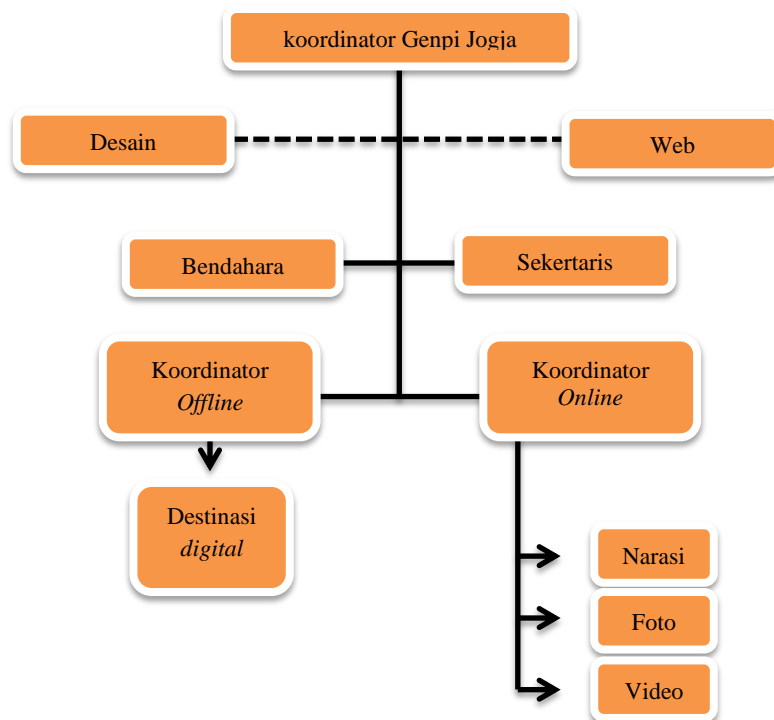 koordinator Genpi Jogja
Desain
Web
Bendahara
Sekertaris
Koordinator
Offline
Koordinator
Online
Destinasi
digital
Narasi
Foto
Video